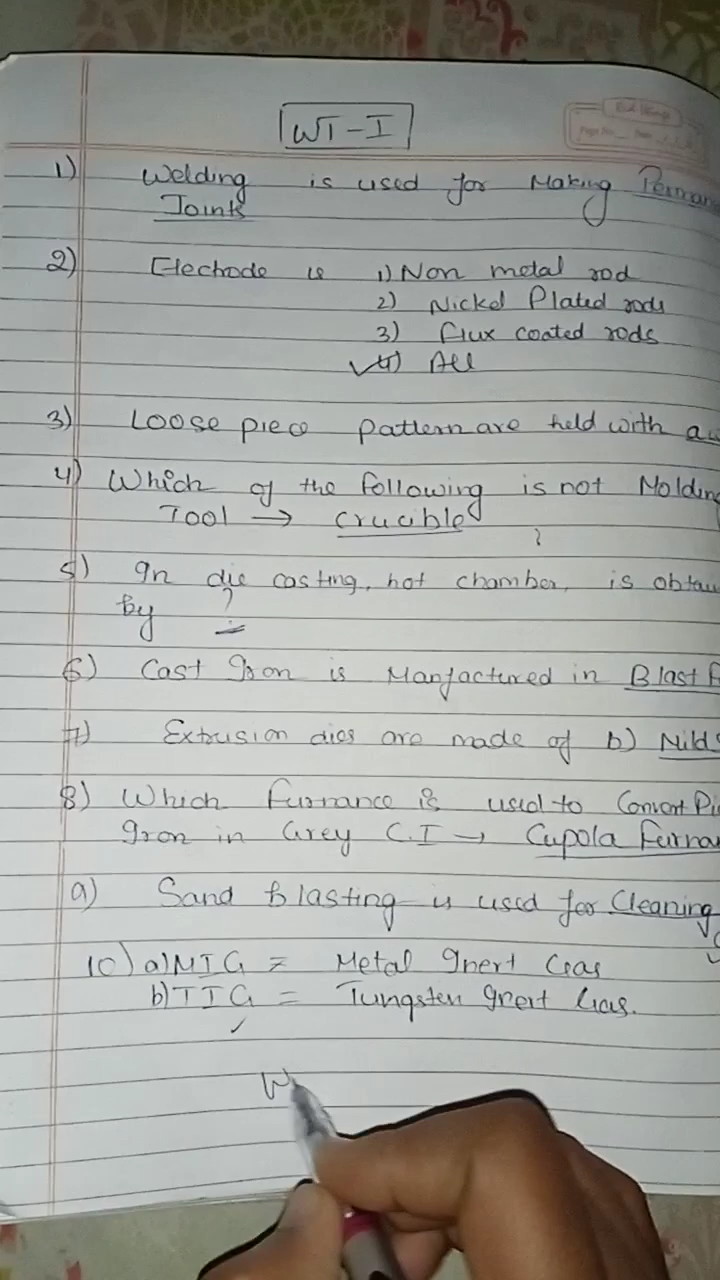 WT-I
1) Welding is used for Making
Joints
2) Electrode is 1) Non metal rod
2) Nickel Plated rods
3) flux coated rods
4) All
3) Loose piece pattern are held with a
4) Which of the following is not Molding
Tool → crucible
?
5) In die casting, hot chamber, is
by ?
6) Cast Iron is Manfactured in Blast
7) Extrusion dies are made of b) Mild
8) Which furnance is used to Convert
Iron in Grey C.I → Cupola
9) Sand Blasting is used for Cleaning
10) a) MIG = Metal Inert Gas
b) TIG = Tungsten Inert Gas.
W